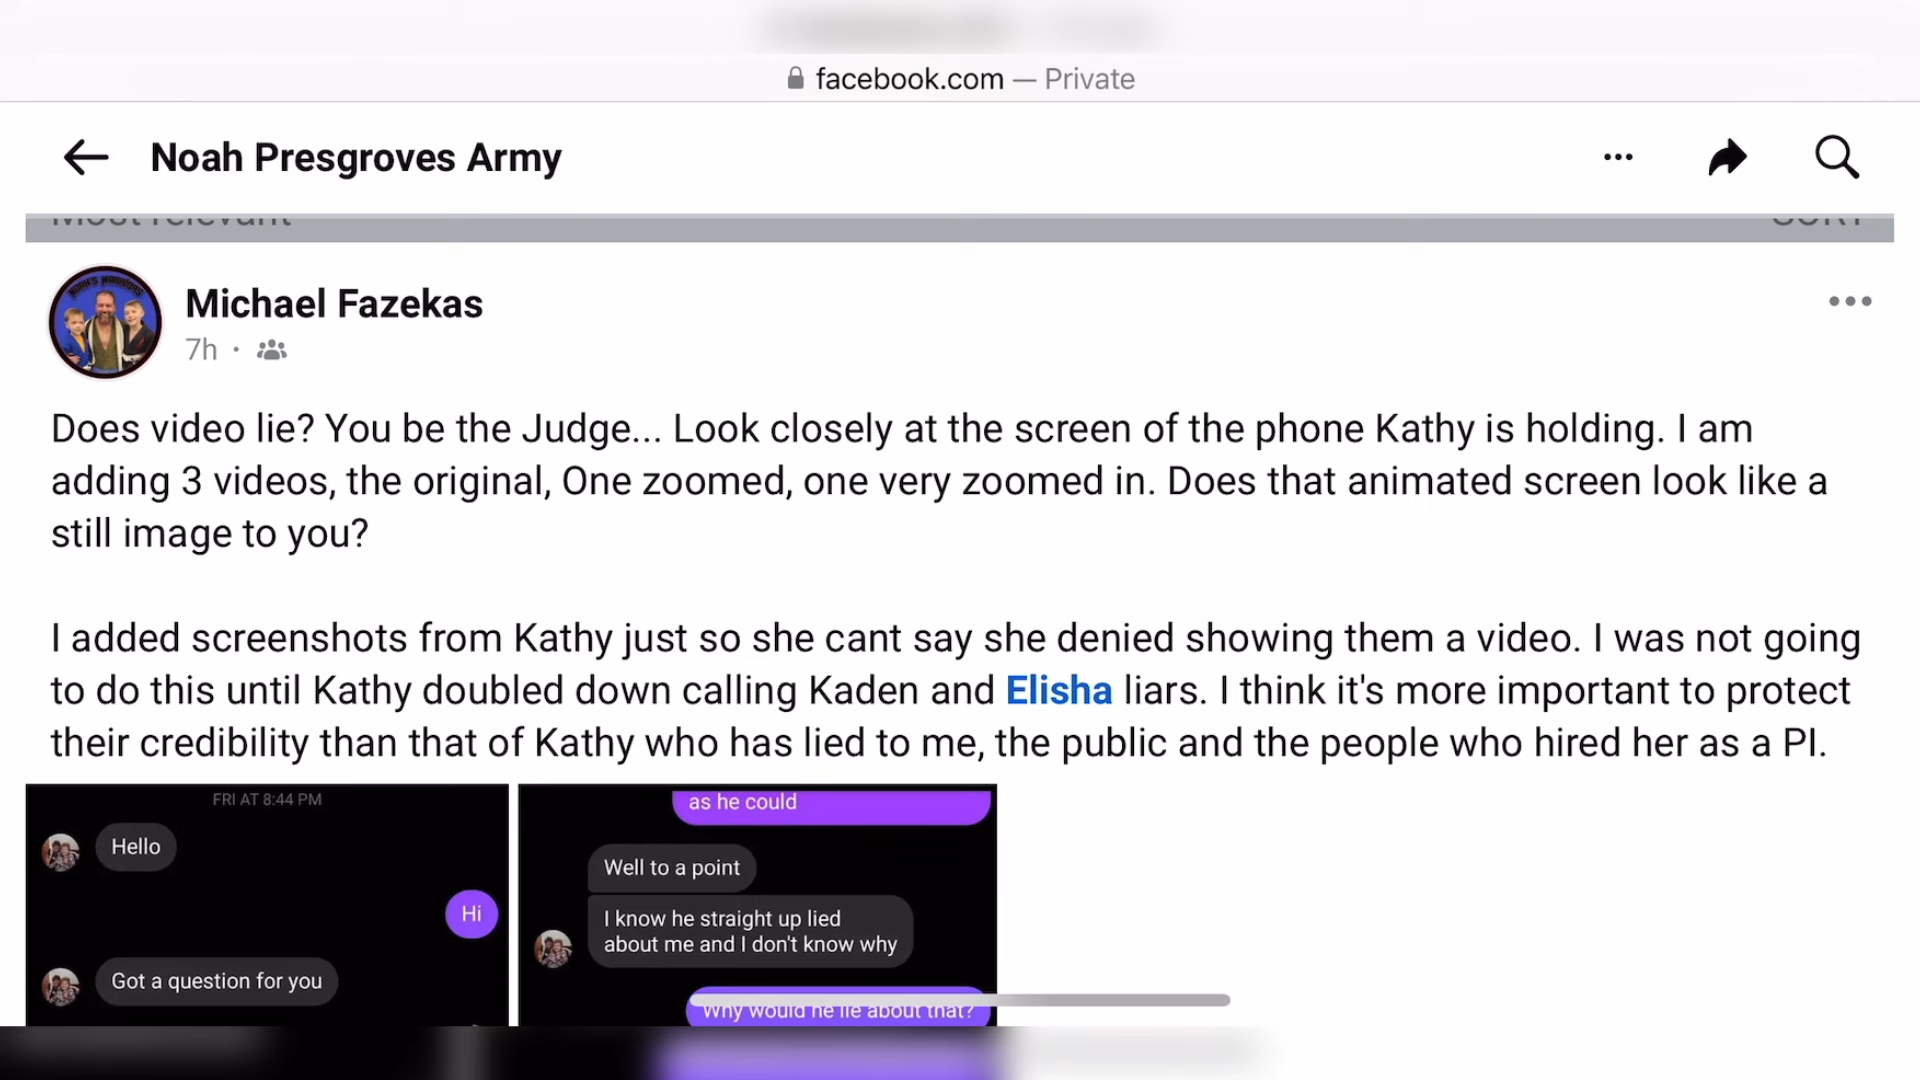 facebook.com — Private
Noah Presgroves Army
Most relevant SORT
Michael Fazekas
7h ·
Does video lie? You be the Judge... Look closely at the screen of the phone Kathy is holding. I am
adding 3 videos, the original, One zoomed, one very zoomed in. Does that animated screen look like a
still image to you?
I added screenshots from Kathy just so she cant say she denied showing them a video. I was not going
to do this until Kathy doubled down calling Kaden and Elisha liars. I think it's more important to protect
their credibility than that of Kathy who has lied to me, the public and the people who hired her as a PI.
FRI AT 8:44 PM
Hello
Hi
Got a question for you
as he could
Well to a point
I know he straight up lied
about me and I don't know why
Why would he lie about that?